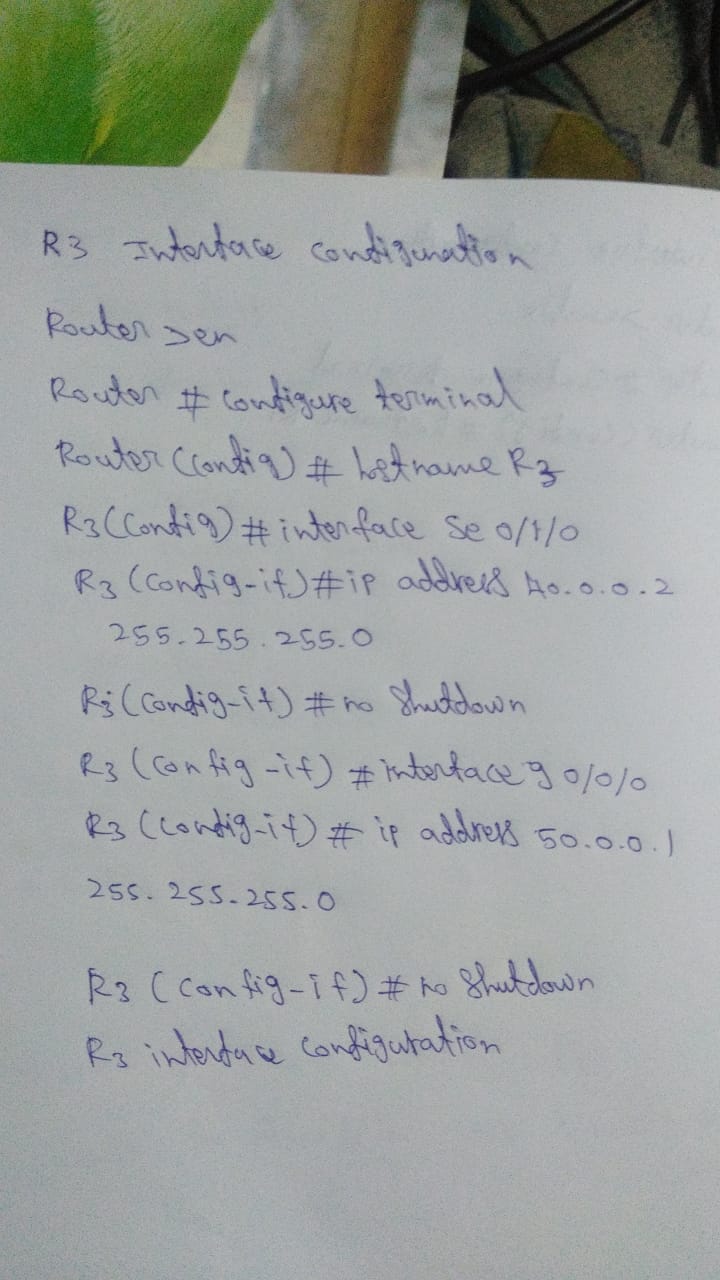 R3 Interface configuration
Router >en
Router # configure terminal
Router (config) # hostname R3
R3 (config) # interface Se 0/1/0
R3 (config-if) # ip address 40.0.0.2
255.255.255.0
R3 (config-if) # no Shutdown
R3 (config-if) # interface g 0/0/0
R3 (config-if) # ip address 50.0.0.1
255.255.255.0
R3 (config-if) # no Shutdown
R3 interface configuration